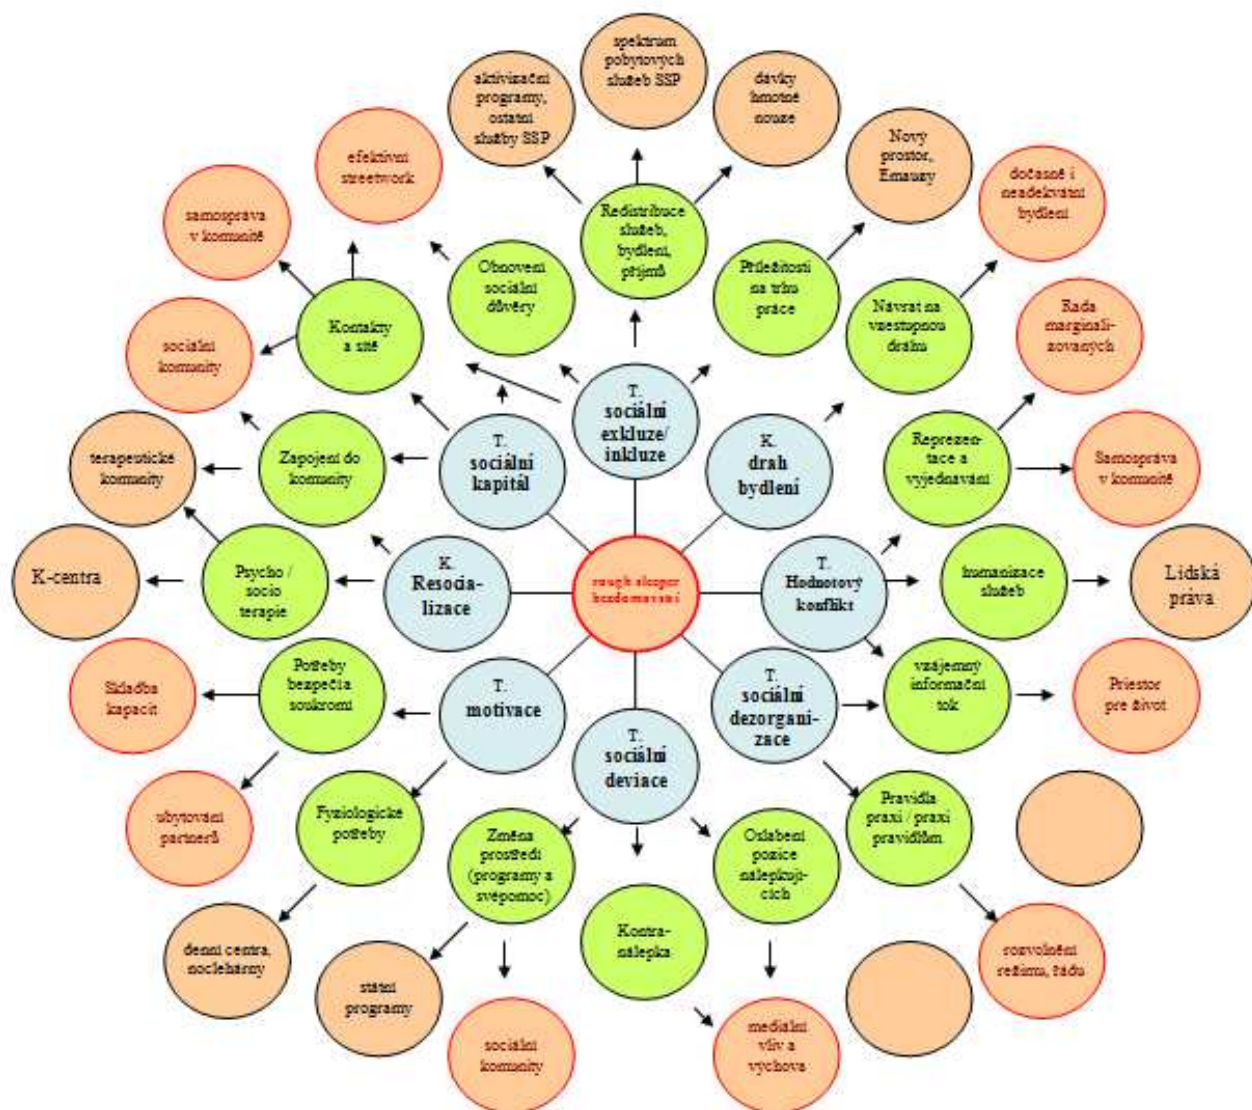 spektrum
pobytových
služeb SSP
aktivizační
programy,
ostatní
služby SSP
dávky
hmotné
nouze
efektivní
streetwork
Nový
prostor,
Emauzy
dočasné i
neadekvátní
bydlení
samospráva
v komunitě
Redistribuce
služeb,
bydlení,
příjmů
Obnovení
sociální
důvěry
Příležitosti
na trhu
práce
Návrat na
vzestupnou
dráhu
Rada
marginali-
zovaných
sociální
komunity
Kontakty
a sítě
T.
sociální
exkluze/
inkluze
T.
sociální
kapitál
K.
drah
bydlení
Reprezen-
tace a
vyjednávání
Samospráva
v komunitě
terapeutické
komunity
Zapojení do
komunity
K-centra
Psycho /
socio
terapie
K.
Resocia-
lizace
rough sleeper
bezdomovství
T.
Hodnotový
konflikt
humanizace
služeb
Lidská
práva
Skladba
kapacit
Potřeby
bezpečí a
soukromí
T.
motivace
T.
sociální
deviace
T.
sociální
dezorgani-
zace
vzájemný
informační
tok
Priestor
pre život
ubytování
partnerů
Fyziologické
potřeby
Změna
prostředí
(programy a
svépomoc)
Kontra-
nálepka
Oslabení
pozice
nálepkují-
cích
Pravidla
praxi / praxi
pravidlům
denní centra,
noclehárny
státní
programy
sociální
komunity
mediální
vliv a
výchova
rozvolnění
režimu, řádu